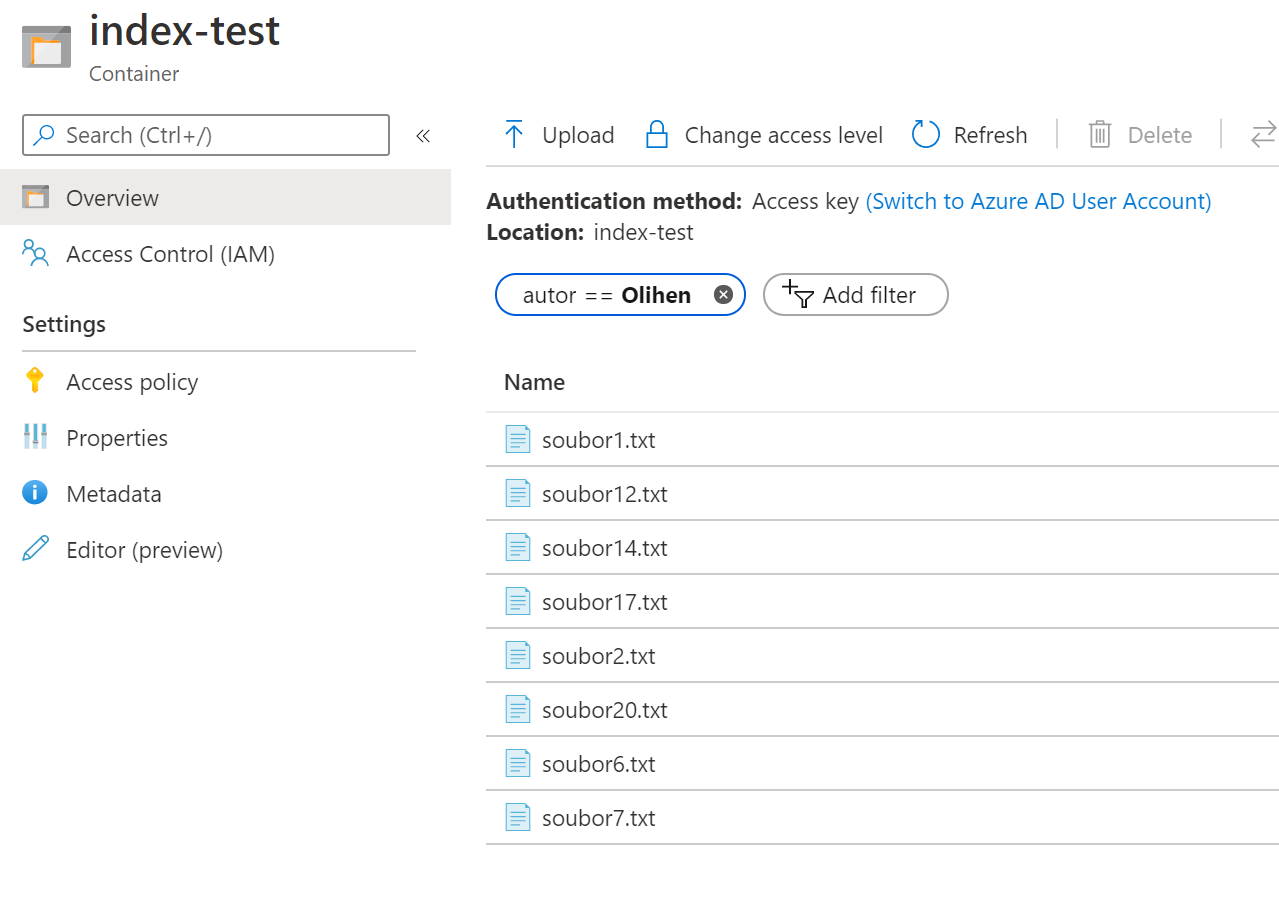 index-test
Container
Search (Ctrl+/)
«
Overview
Access Control (IAM)
Settings
Access policy
Properties
Metadata
Editor (preview)
Upload Change access level Refresh Delete
Authentication method: Access key (Switch to Azure AD User Account)
Location: index-test
autor == Olihen Add filter
Name
soubor1.txt
soubor12.txt
soubor14.txt
soubor17.txt
soubor2.txt
soubor20.txt
soubor6.txt
soubor7.txt